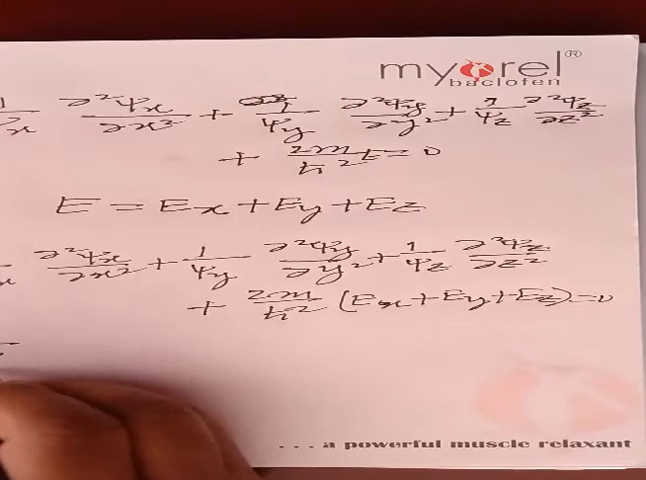 myorel®
baclofen
1/ψx ∂²ψx/∂x² + 1/ψy ∂²ψy/∂y² + 1/ψz ∂²ψz/∂z²
+ 2m/ħ² E = 0
E = Ex + Ey + Ez
∂²ψx/∂x² + 1/ψy ∂²ψy/∂y² + 1/ψz ∂²ψz/∂z²
+ 2m/ħ² (Ex + Ey + Ez) = 0
. . . a powerful muscle relaxant